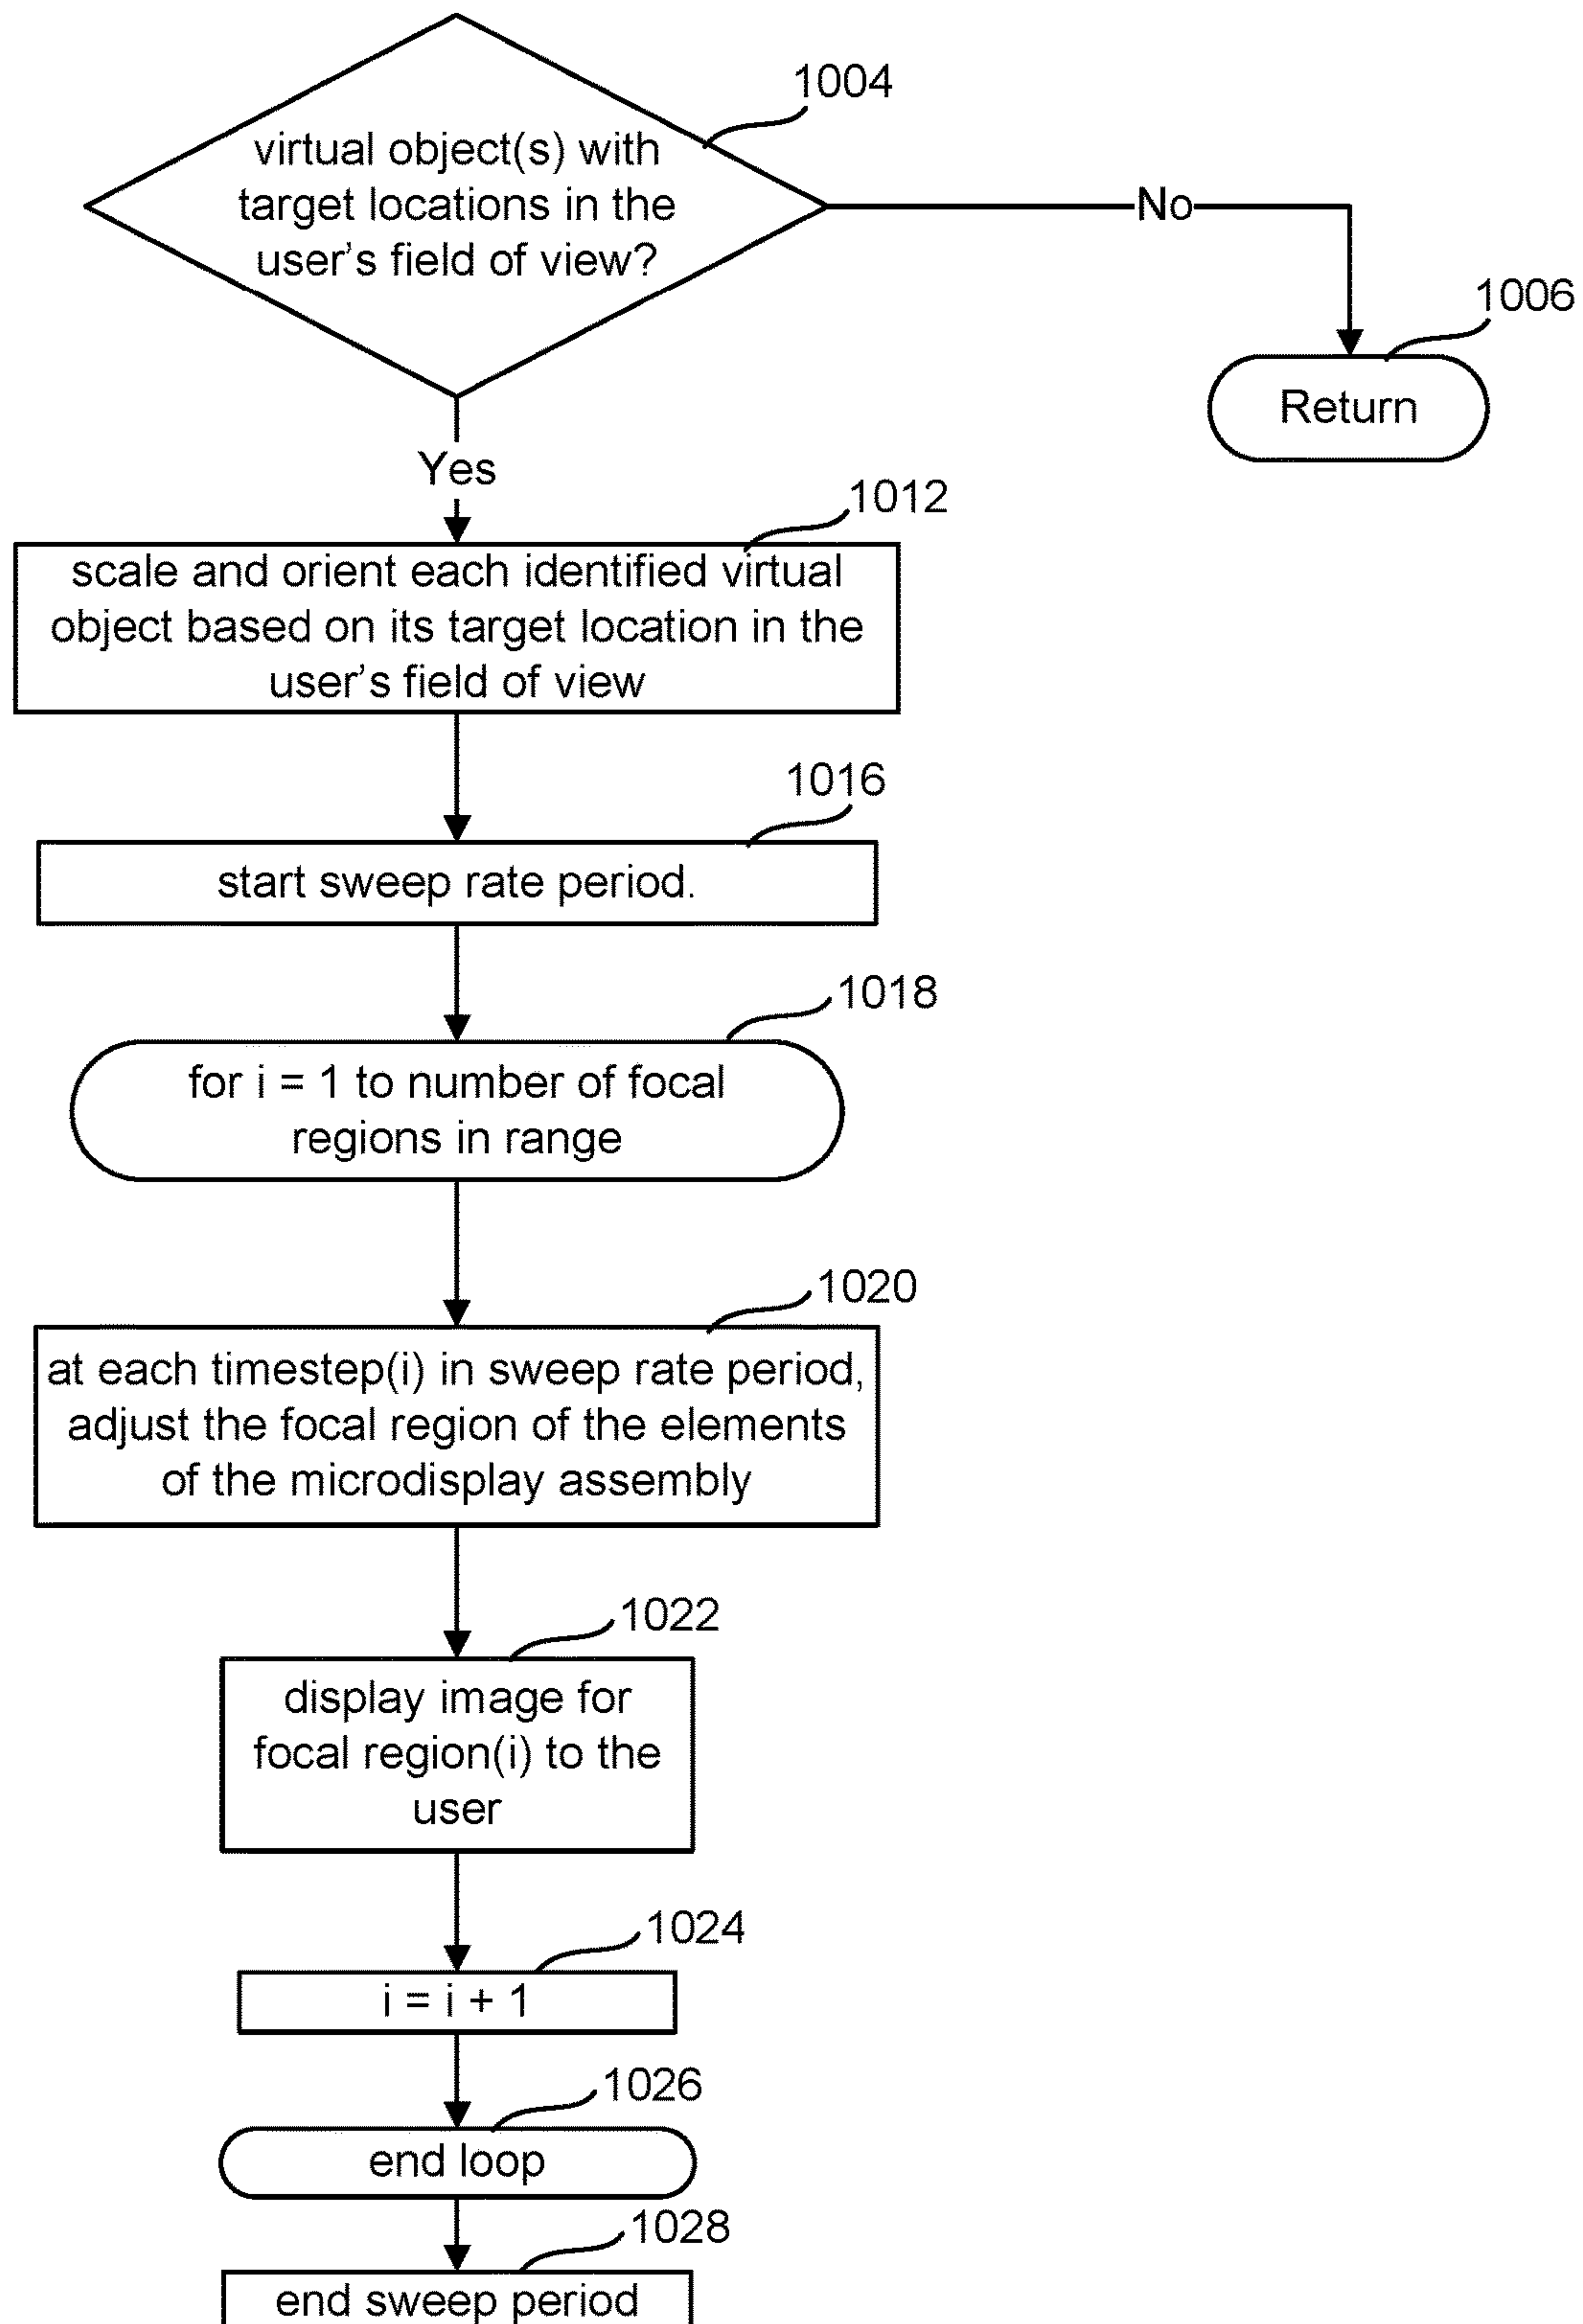 1004
virtual object(s) with
target locations in the
user's field of view?
No
1006
Return
Yes
1012
scale and orient each identified virtual
object based on its target location in the
user's field of view
1016
start sweep rate period.
1018
for i = 1 to number of focal
regions in range
1020
at each timestep(i) in sweep rate period,
adjust the focal region of the elements
of the microdisplay assembly
1022
display image for
focal region(i) to the
user
1024
i = i + 1
1026
end loop
1028
end sweep period